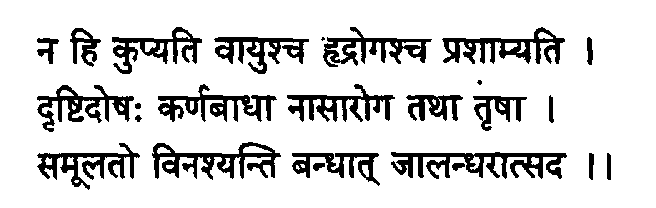 न हि कुप्यति वायुश्च हृद्रोगश्च प्रशाम्यति ।
दृष्टिदोषः कर्णबाधा नासारोग तथा तृषा ।
समूलतो विनश्यन्ति बन्धात् जालन्धरात्सद ।।